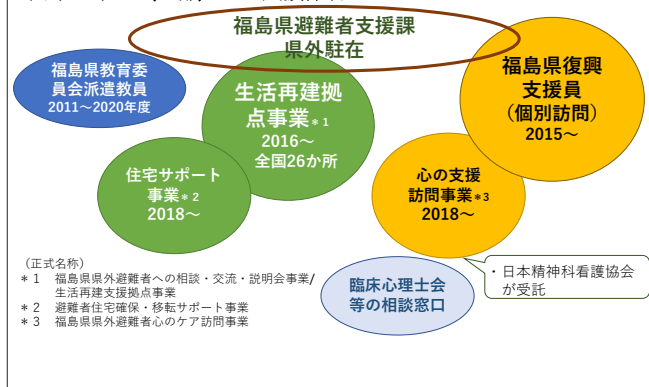 福島県避難者支援課
県外駐在
福島県教育委
員会派遣教員
2011～2020年度
生活再建拠
点事業＊1
2016～
全国26か所
福島県復興
支援員
（個別訪問）
2015～
住宅サポート
事業＊2
2018～
心の支援
訪問事業＊3
2018～
（正式名称）
＊1　福島県県外避難者への相談・交流・説明会事業/
生活再建支援拠点事業
＊2　避難者住宅確保・移転サポート事業
＊3　福島県県外避難者心のケア訪問事業
臨床心理士会
等の相談窓口
・日本精神科看護協会
が受託